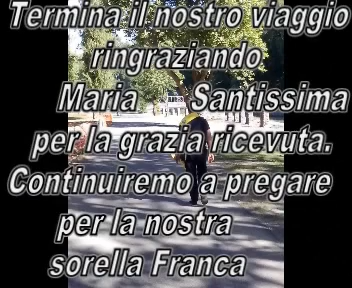 Termina il nostro viaggio
ringraziando
Maria Santissima
per la grazia ricevuta.
Continuiremo a pregare
per la nostra
sorella Franca